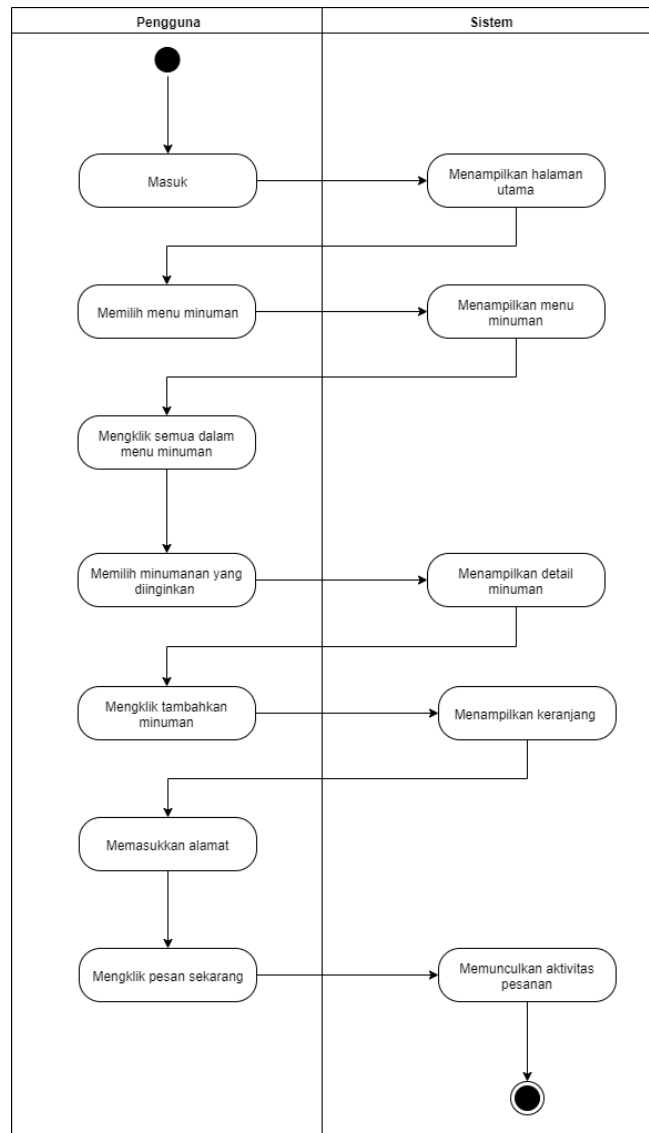 Pengguna
Sistem
Masuk
Menampilkan halaman
utama
Memilih menu minuman
Menampilkan menu
minuman
Mengklik semua dalam
menu minuman
Memilih minumanan yang
diinginkan
Menampilkan detail
minuman
Mengklik tambahkan
minuman
Menampilkan keranjang
Memasukkan alamat
Mengklik pesan sekarang
Memunculkan aktivitas
pesanan